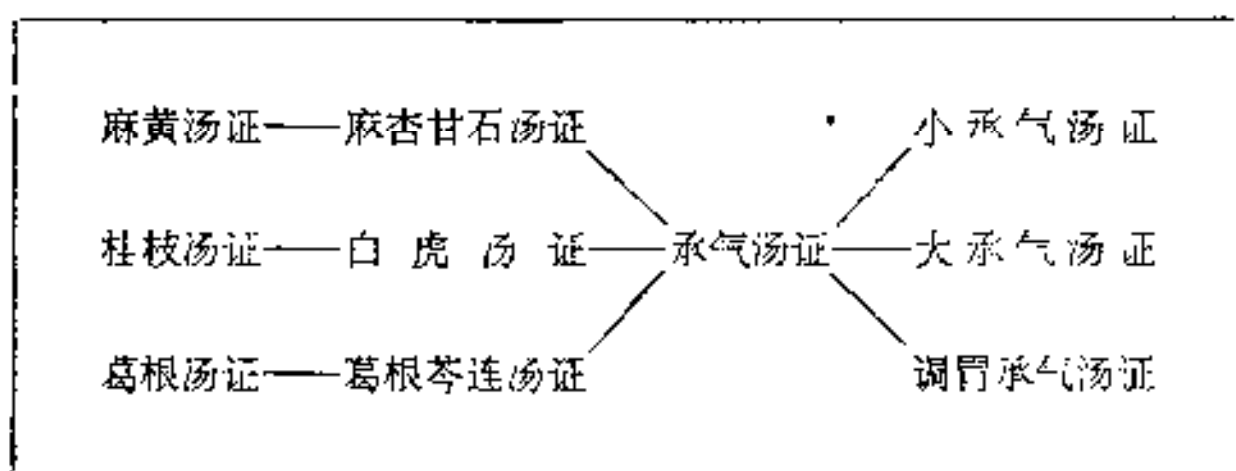 麻黄汤证——麻杏甘石汤证 小承气汤证
桂枝汤证——白虎汤证——承气汤证——大承气汤证
葛根汤证——葛根芩连汤证 调胃承气汤证